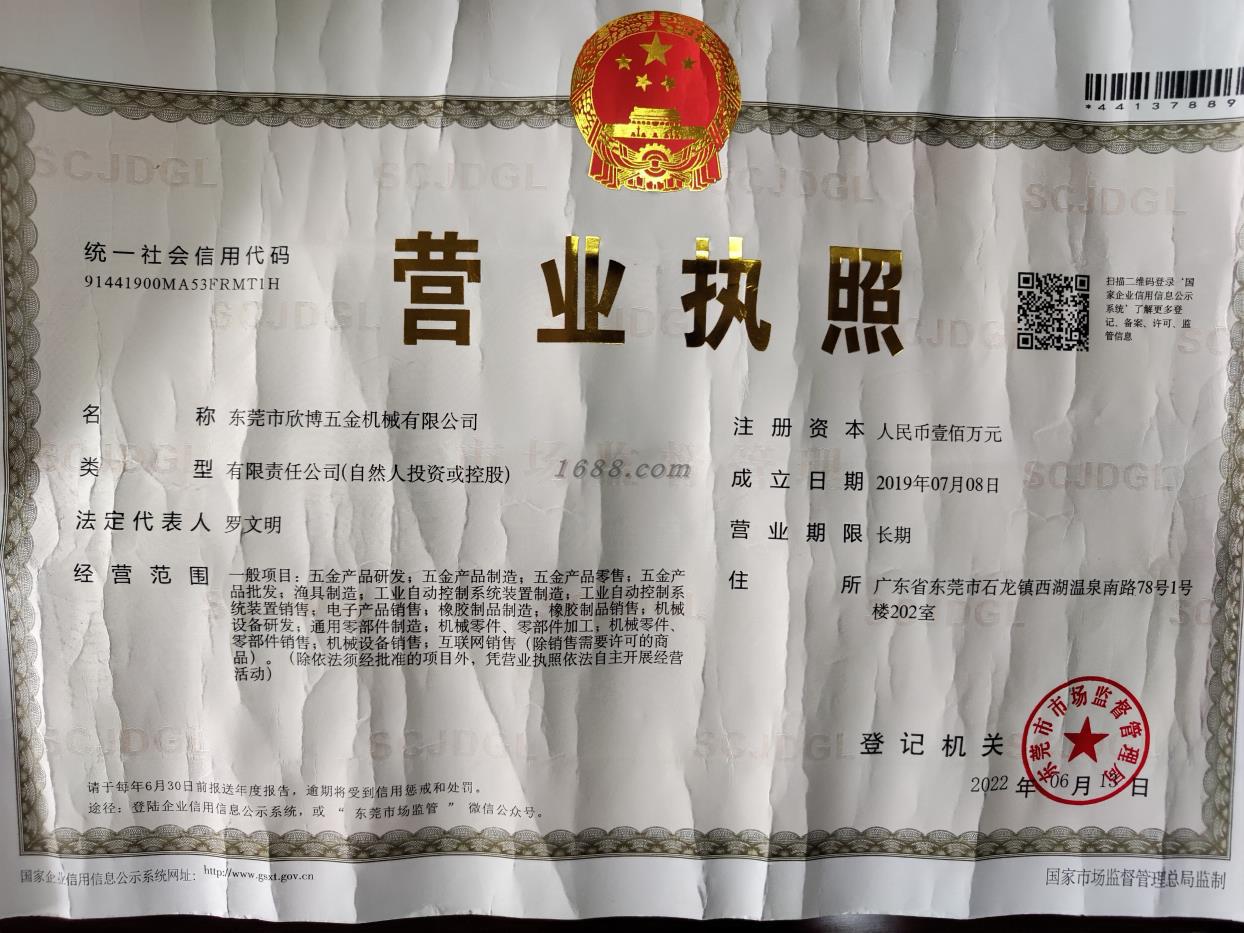 *44137889
统一社会信用代码
91441900MA53FRMT1H
营业执照
扫描二维码登录‘国
家企业信用信息公示
系统’了解更多登
记、备案、许可、监
管信息
名称 东莞市欣博五金机械有限公司
类型 有限责任公司(自然人投资或控股)
法定代表人 罗文明
经营范围 一般项目：五金产品研发；五金产品制造；五金产品零售；五金产
品批发；渔具制造；工业自动控制系统装置制造；工业自动控制系
统装置销售；电子产品销售；橡胶制品制造；橡胶制品销售；机械
设备研发；通用零部件制造；机械零件、零部件加工；机械零件、
零部件销售；机械设备销售；互联网销售（除销售需要许可的商
品）。（除依法须经批准的项目外，凭营业执照依法自主开展经营
活动）
注册资本 人民币壹佰万元
成立日期 2019年07月08日
营业期限 长期
住所 广东省东莞市石龙镇西湖温泉南路78号1号
楼202室
1688.com
登记机关
东莞市市场监督管理局
2022年06月13日
请于每年6月30日前报送年度报告，逾期将受到信用惩戒和处罚。
途径：登陆企业信用信息公示系统，或“东莞市场监管”微信公众号。
国家企业信用信息公示系统网址：http://www.gsxt.gov.cn
国家市场监督管理总局监制
SCJDGL